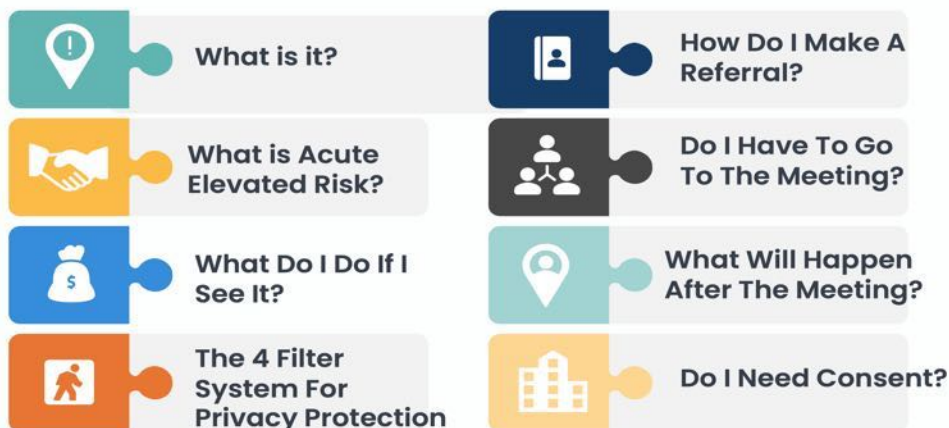 What is it?
What is Acute
Elevated Risk?
What Do I Do If I
See It?
The 4 Filter
System For
Privacy Protection
How Do I Make A
Referral?
Do I Have To Go
To The Meeting?
What Will Happen
After The Meeting?
Do I Need Consent?